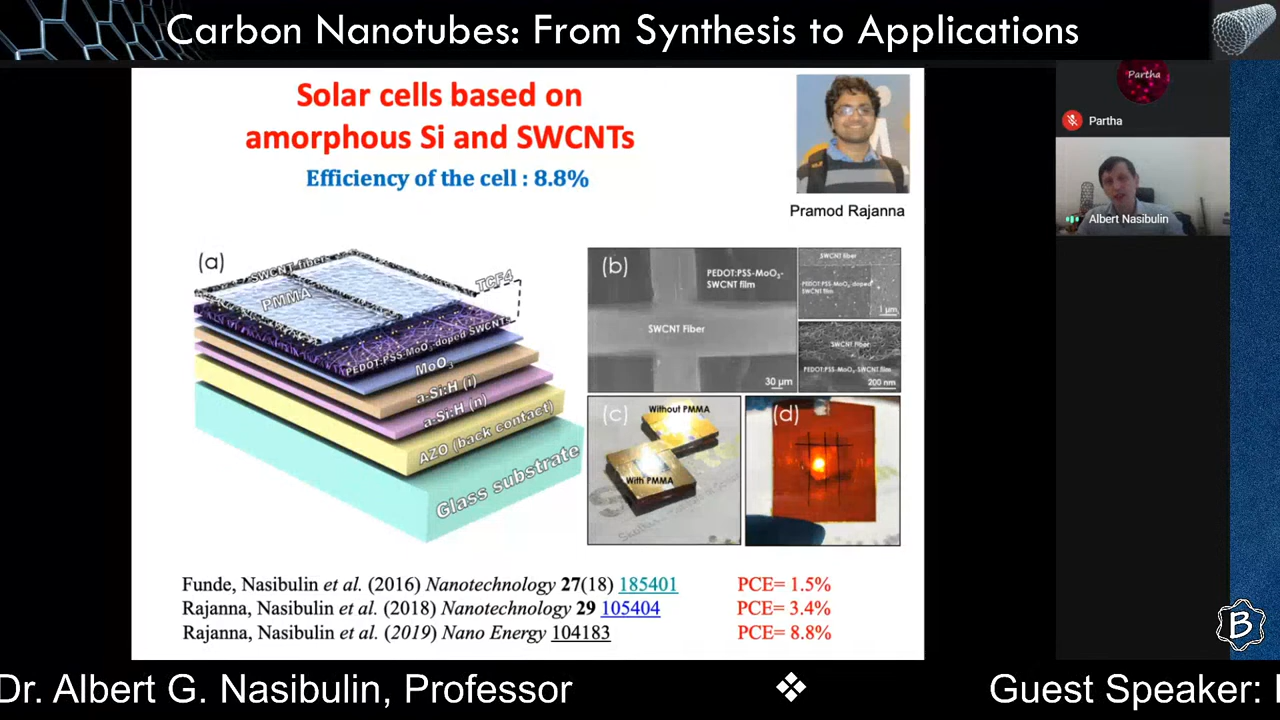 Carbon Nanotubes: From Synthesis to Applications
Solar cells based on
amorphous Si and SWCNTs
Efficiency of the cell : 8.8%
Pramod Rajanna
Partha
Partha
Albert Nasibulin
(a)
SWCNT fiber
TCF4
PMMA
PEDOT:PSS-MoO₃-doped SWCNTs
MoO₃
a-Si:H (i)
a-Si:H (n)
AZO (back contact)
Glass substrate
(b)
PEDOT:PSS-MoO₃-
SWCNT film
SWCNT Fiber
30 µm
SWCNT fiber
PEDOT:PSS-MoO₃-doped
SWCNT film
1 µm
SWCNT Fiber
PEDOT:PSS-MoO₃-SWCNT film
200 nm
(c)
Without PMMA
With PMMA
(d)
Funde, Nasibulin et al. (2016) Nanotechnology 27(18) 185401 PCE= 1.5%
Rajanna, Nasibulin et al. (2018) Nanotechnology 29 105404 PCE= 3.4%
Rajanna, Nasibulin et al. (2019) Nano Energy 104183 PCE= 8.8%
B
Dr. Albert G. Nasibulin, Professor ❖ Guest Speaker: